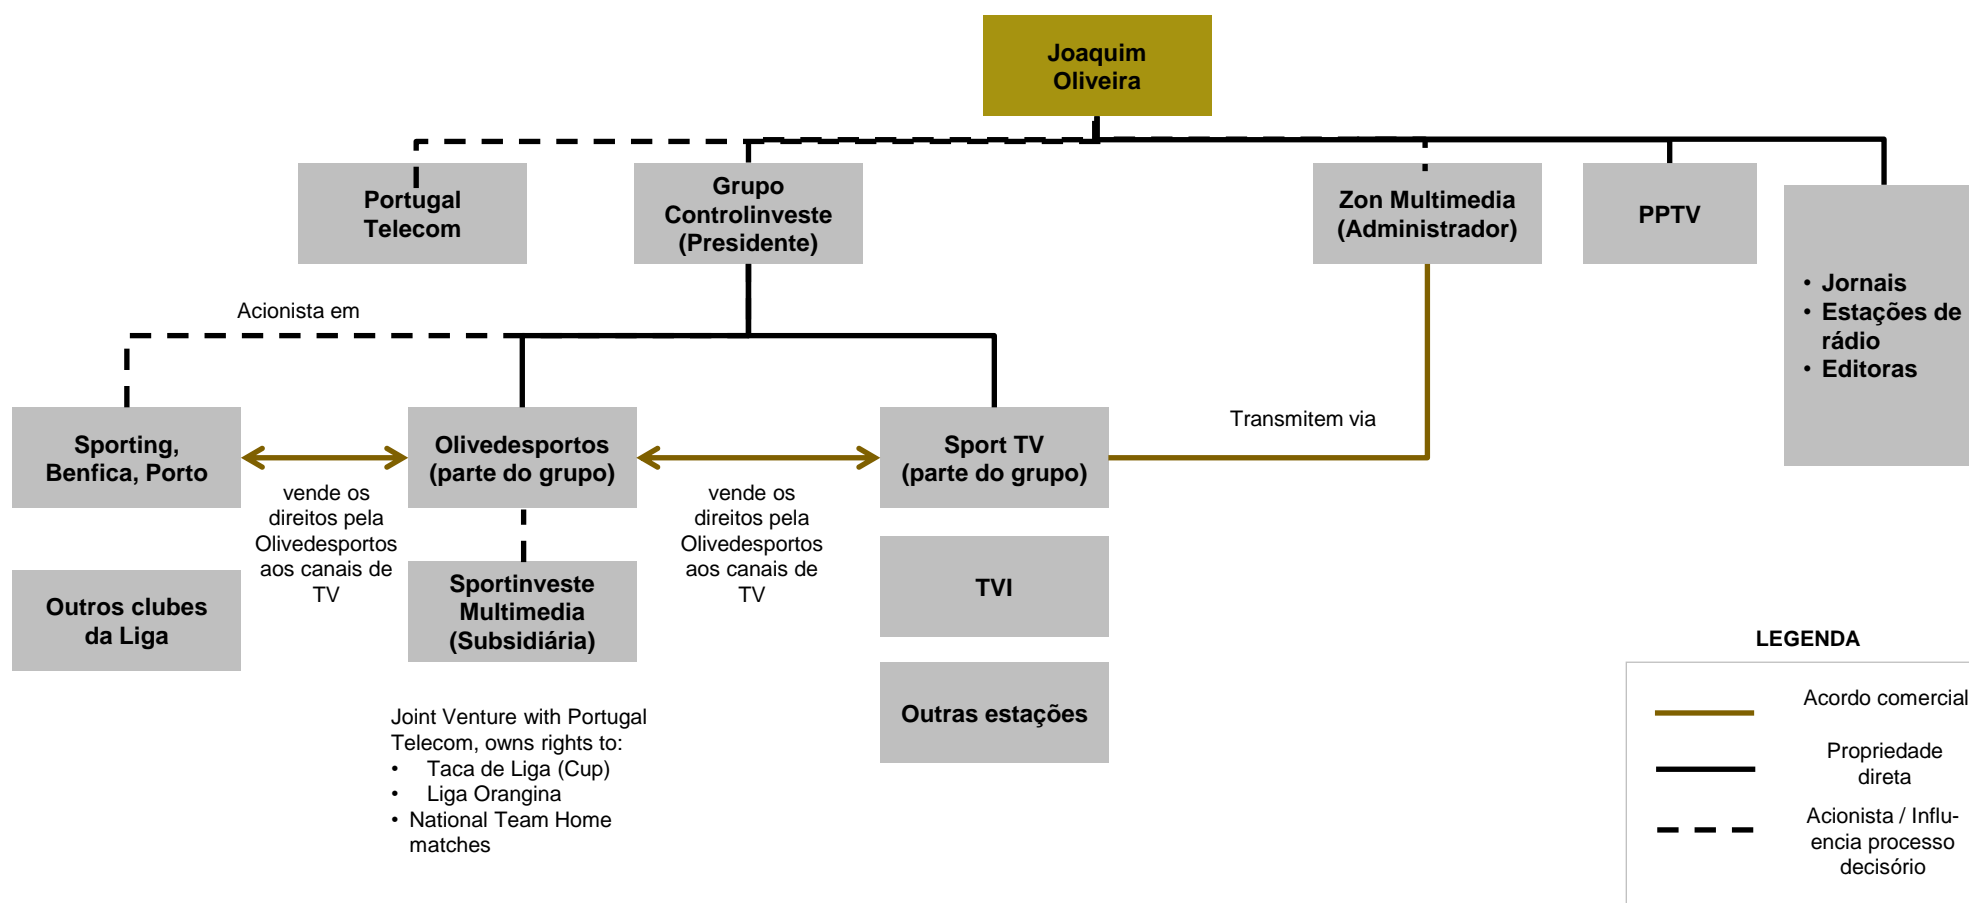 Joaquim
Oliveira
Portugal
Telecom
Grupo
Controlinveste
(Presidente)
Zon Multimedia
(Administrador)
PPTV
• Jornais
• Estações de
rádio
• Editoras
Acionista em
Sporting,
Benfica, Porto
Olivedesportos
(parte do grupo)
Sport TV
(parte do grupo)
Transmitem via
vende os
direitos pela
Olivedesportos
aos canais de
TV
vende os
direitos pela
Olivedesportos
aos canais de
TV
Outros clubes
da Liga
Sportinveste
Multimedia
(Subsidiária)
TVI
Outras estações
Joint Venture with Portugal
Telecom, owns rights to:
• Taca de Liga (Cup)
• Liga Orangina
• National Team Home
matches
LEGENDA
Acordo comercial
Propriedade
direta
Acionista / Influ-
encia processo
decisório